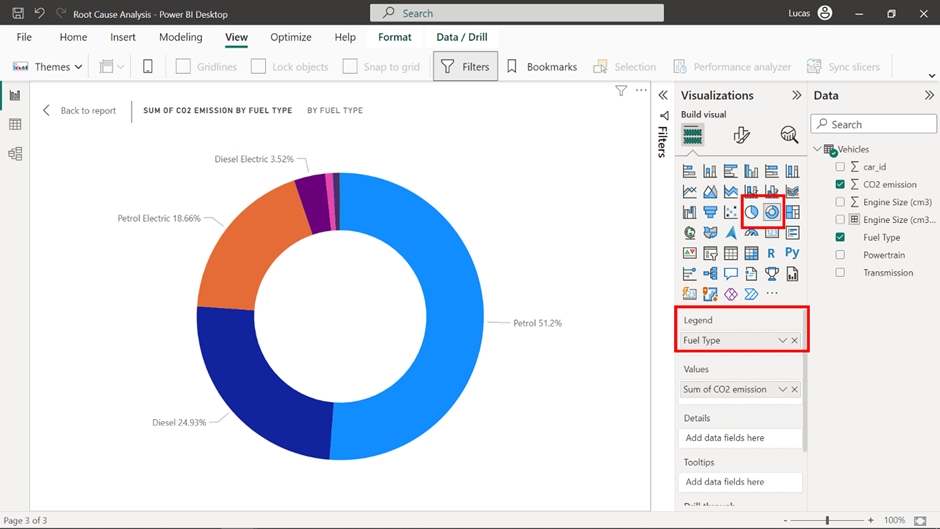 Root Cause Analysis - Power BI Desktop
Search
Lucas
File Home Insert Modeling View Optimize Help Format Data / Drill
Themes Gridlines Lock objects Snap to grid Filters Bookmarks Selection Performance analyzer Sync slicers
Back to report SUM OF CO2 EMISSION BY FUEL TYPE BY FUEL TYPE
Diesel Electric 3.52%
Petrol Electric 18.66%
Petrol 51.2%
Diesel 24.93%
Filters
Visualizations
Build visual
R Py
Legend
Fuel Type
Values
Sum of CO2 emission
Details
Add data fields here
Tooltips
Add data fields here
Data
Search
Vehicles
car_id
CO2 emission
Engine Size (cm3)
Engine Size (cm3...
Fuel Type
Powertrain
Transmission
Page 3 of 3
- + 100%